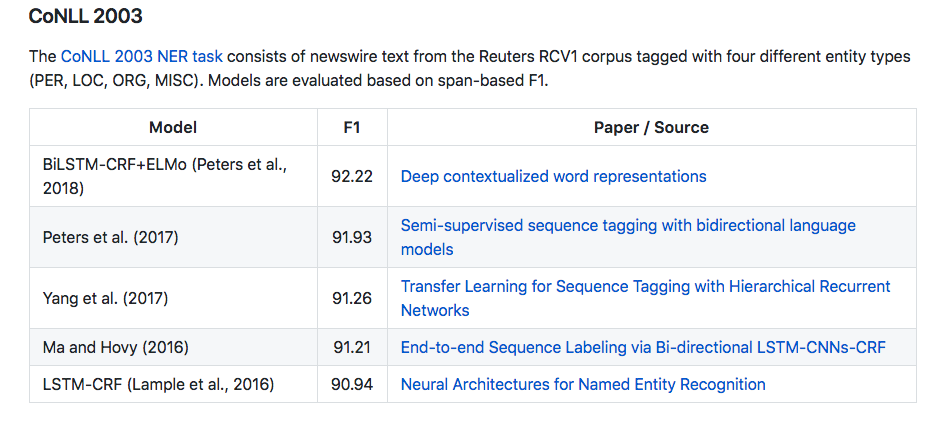 CoNLL 2003
The CoNLL 2003 NER task consists of newswire text from the Reuters RCV1 corpus tagged with four different entity types
(PER, LOC, ORG, MISC). Models are evaluated based on span-based F1.
Model F1 Paper / Source
BiLSTM-CRF+ELMo (Peters et al.,
2018) 92.22 Deep contextualized word representations
Peters et al. (2017) 91.93 Semi-supervised sequence tagging with bidirectional language
models
Yang et al. (2017) 91.26 Transfer Learning for Sequence Tagging with Hierarchical Recurrent
Networks
Ma and Hovy (2016) 91.21 End-to-end Sequence Labeling via Bi-directional LSTM-CNNs-CRF
LSTM-CRF (Lample et al., 2016) 90.94 Neural Architectures for Named Entity Recognition